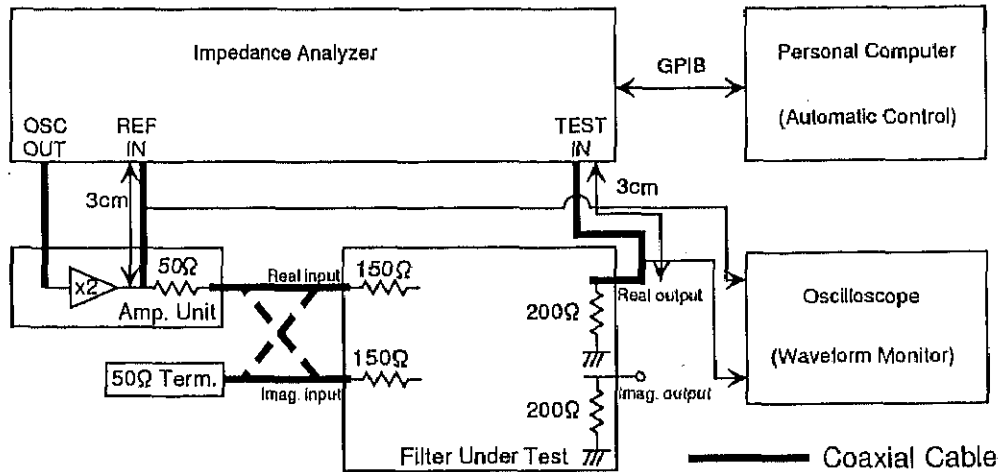 Impedance Analyzer
OSC OUT
REF IN
TEST IN
GPIB
Personal Computer
(Automatic Control)
3cm
3cm
50Ω
x2
Amp. Unit
Real input
150Ω
50Ω Term.
Imag. input
150Ω
200Ω
Real output
200Ω
Imag. output
Filter Under Test
Oscilloscope
(Waveform Monitor)
Coaxial Cable